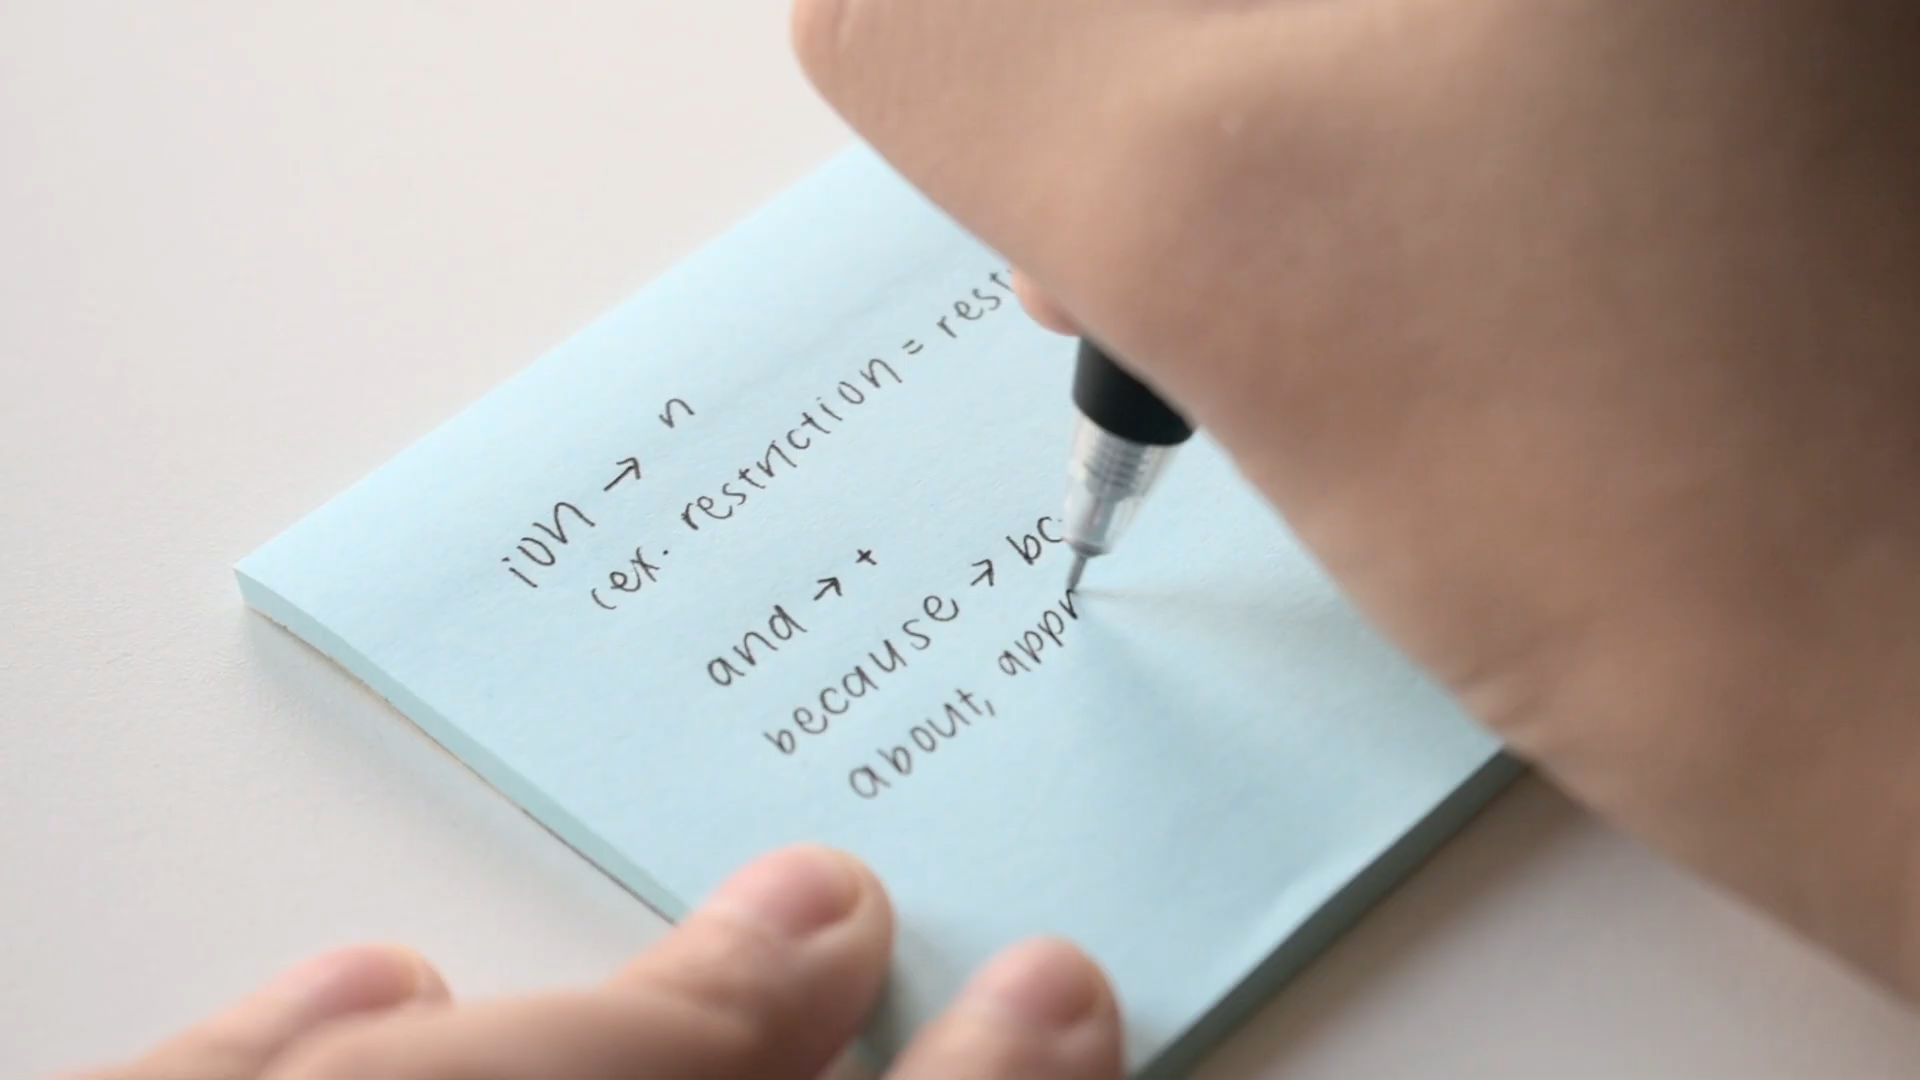 ion → n
(ex. restriction = rest
and → +
because → bc
about, appr